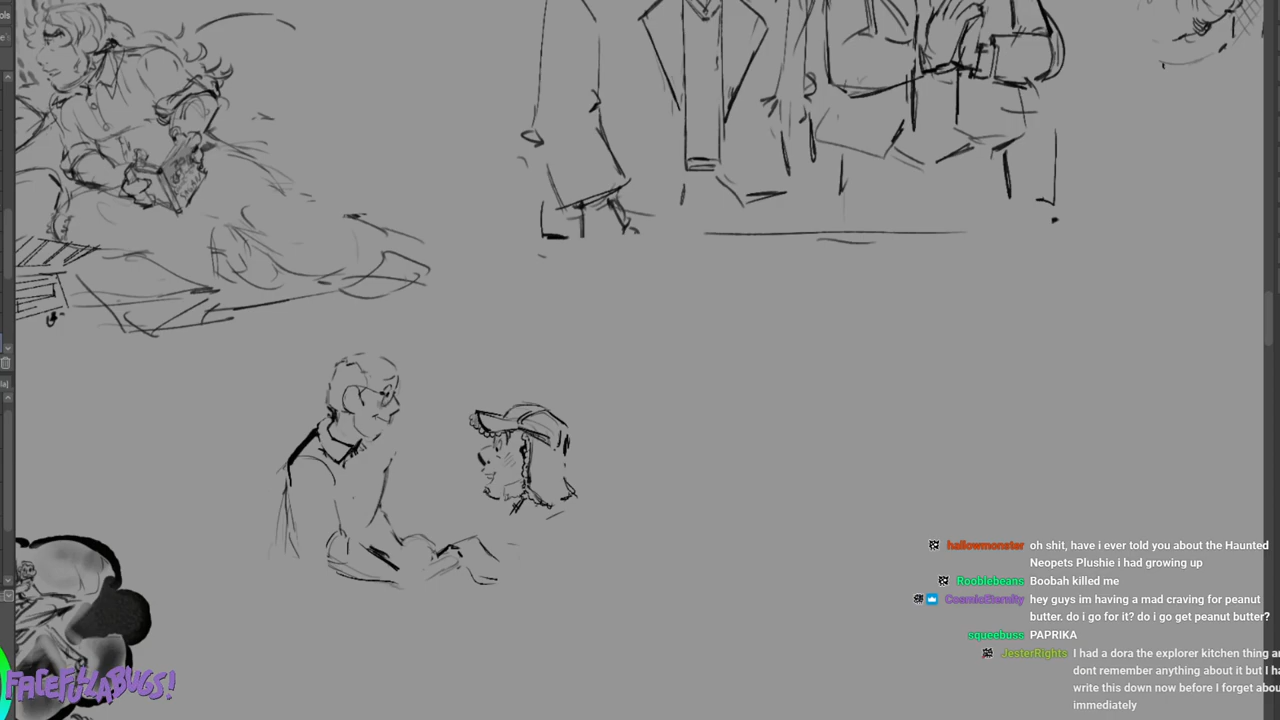 ols
hallowmonster oh shit, have i ever told you about the Haunted
Neopets Plushie i had growing up
Rooblebeans Boobah killed me
CosmicEternity hey guys im having a mad craving for peanut
butter. do i go for it? do i go get peanut butter?
squeebuss PAPRIKA
JesterRights I had a dora the explorer kitchen thing
dont remember anything about it but I
write this down now before I forget
immediately
FACEFULLABUGS!